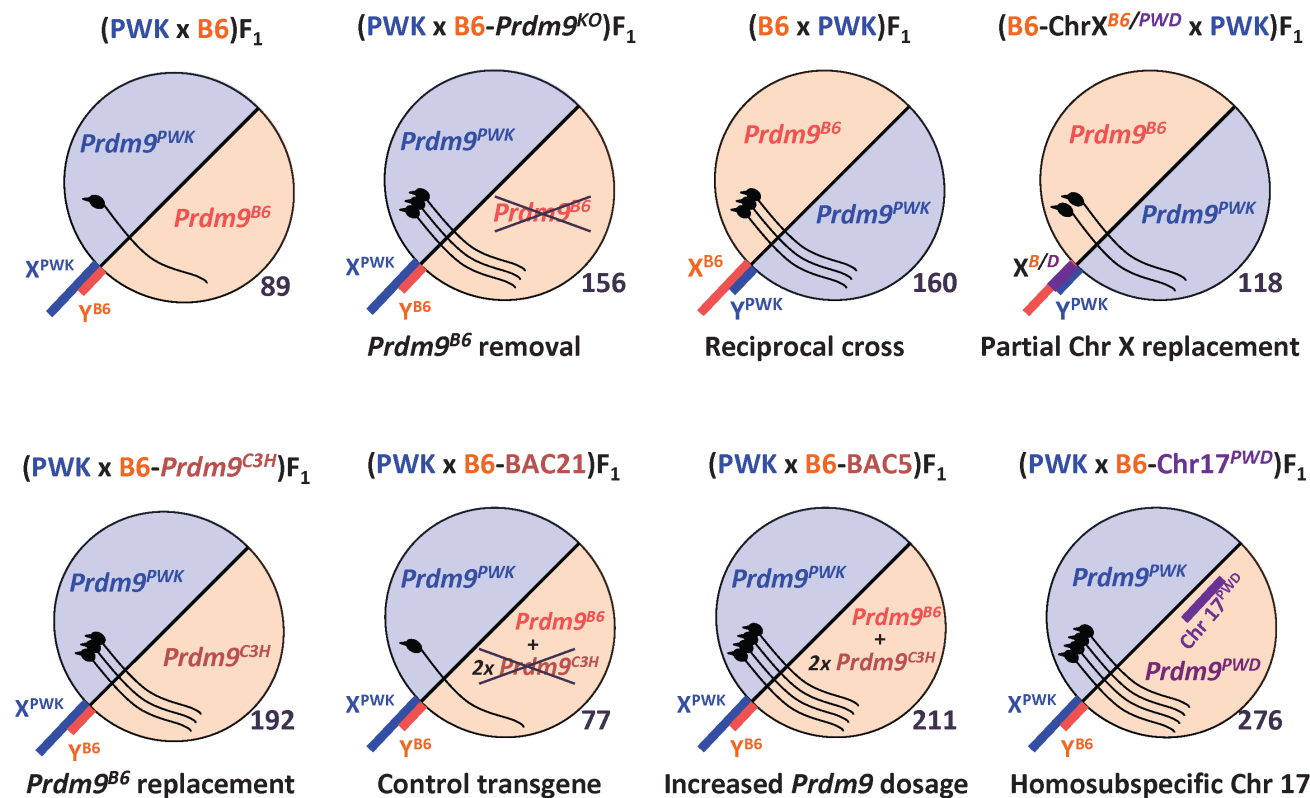 (PWK x B6)F1
(PWK x B6-Prdm9KO)F1
(B6 x PWK)F1
(B6-ChrXB6/PWD x PWK)F1
Prdm9PWK
Prdm9B6
XPWK
YB6
89
Prdm9PWK
Prdm9B6
XPWK
YB6
156
Prdm9B6 removal
Prdm9B6
Prdm9PWK
XB6
YPWK
160
Reciprocal cross
Prdm9B6
Prdm9PWK
XB/D
YPWK
118
Partial Chr X replacement
(PWK x B6-Prdm9C3H)F1
(PWK x B6-BAC21)F1
(PWK x B6-BAC5)F1
(PWK x B6-Chr17PWD)F1
Prdm9PWK
Prdm9C3H
XPWK
YB6
192
Prdm9B6 replacement
Prdm9PWK
Prdm9B6
+
2x Prdm9C3H
XPWK
YB6
77
Control transgene
Prdm9PWK
Prdm9B6
+
2x Prdm9C3H
XPWK
YB6
211
Increased Prdm9 dosage
Prdm9PWK
Chr 17PWD
Prdm9PWD
XPWK
YB6
276
Homosubspecific Chr 17